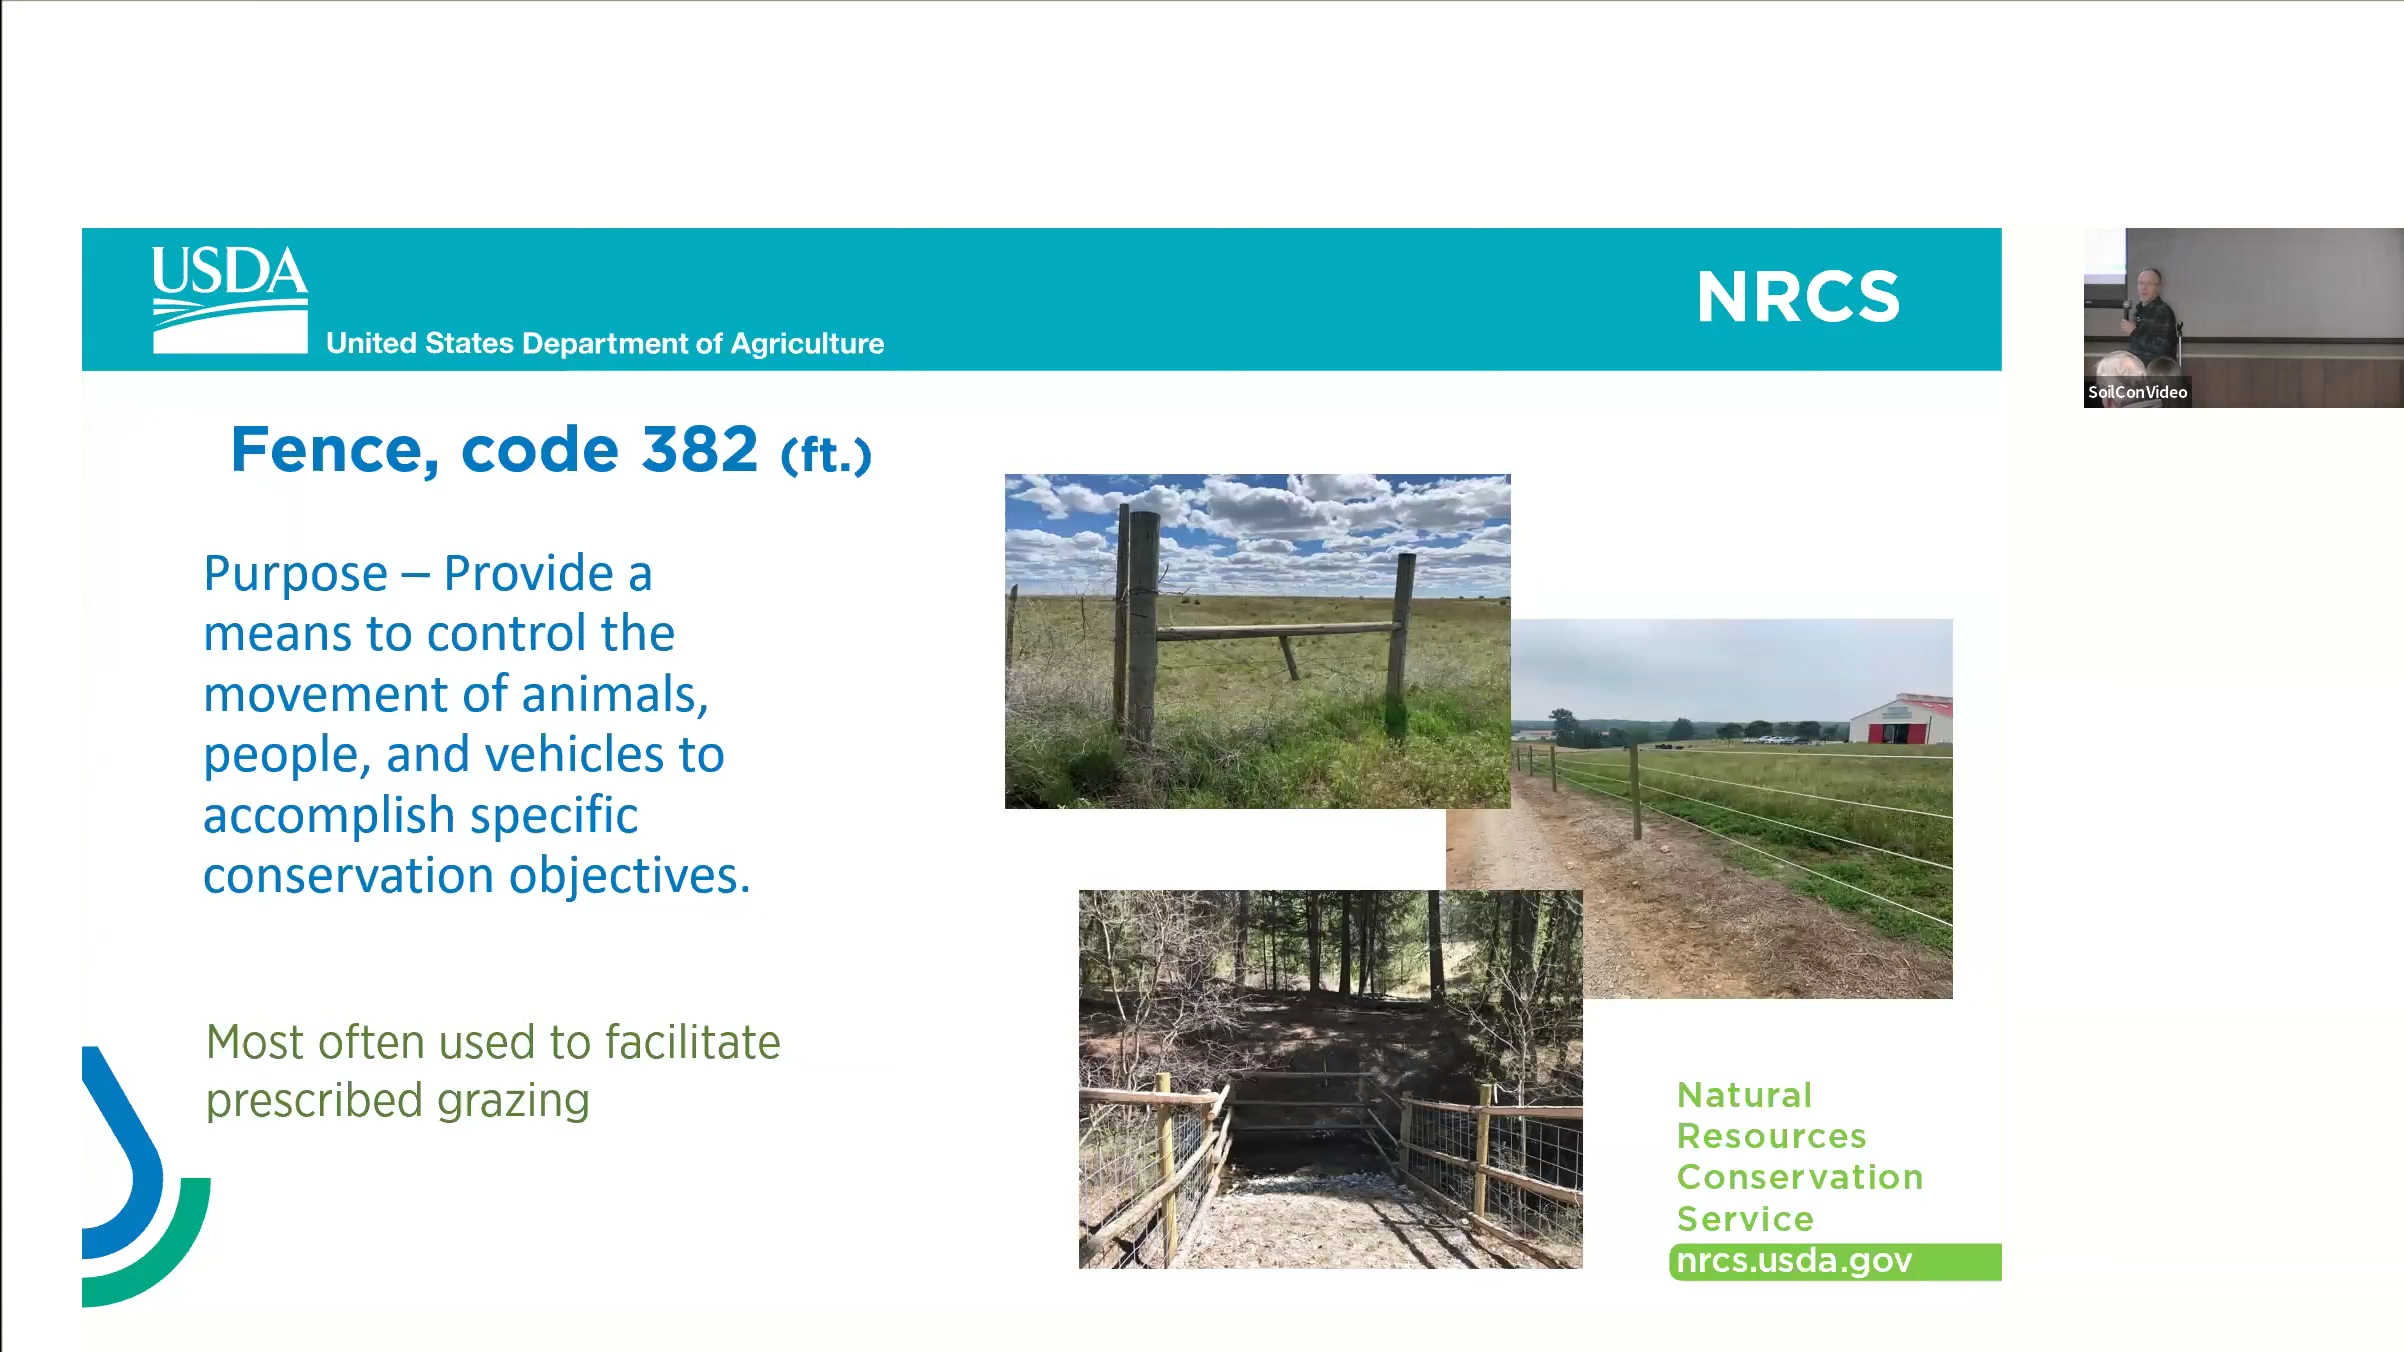 USDA
United States Department of Agriculture
NRCS
Fence, code 382 (ft.)
Purpose – Provide a
means to control the
movement of animals,
people, and vehicles to
accomplish specific
conservation objectives.
Most often used to facilitate
prescribed grazing
Natural
Resources
Conservation
Service
nrcs.usda.gov
SoilConVideo